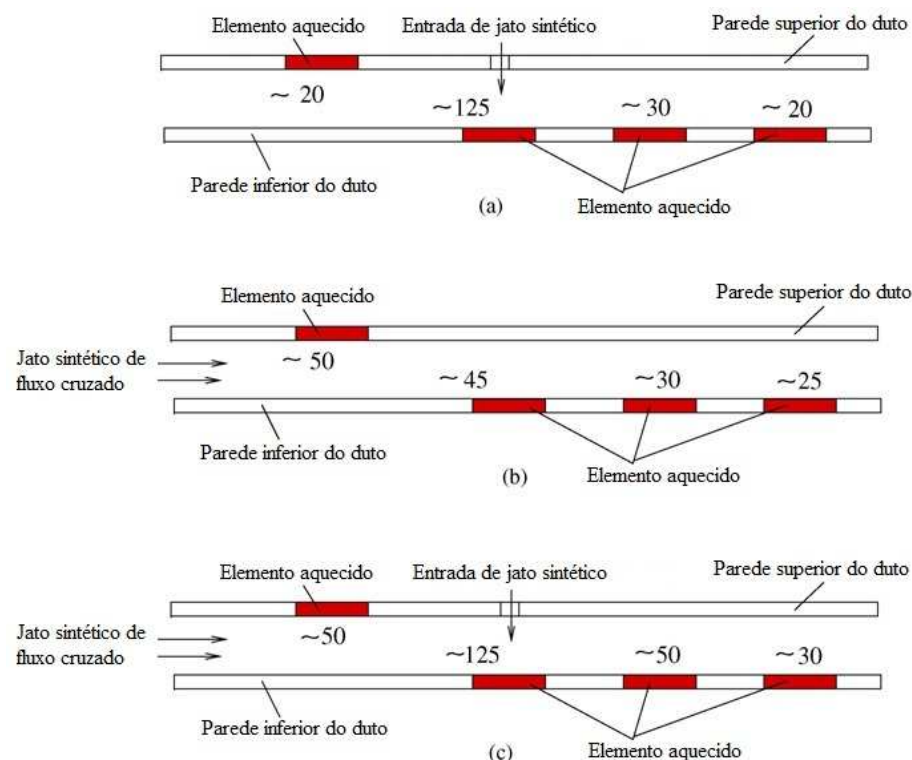 Elemento aquecido
Entrada de jato sintético
Parede superior do duto
~ 20
~125
~30
~20
Parede inferior do duto
Elemento aquecido
(a)
Elemento aquecido
Parede superior do duto
Jato sintético de
fluxo cruzado
~ 50
~45
~30
~25
Parede inferior do duto
Elemento aquecido
(b)
Elemento aquecido
Entrada de jato sintético
Parede superior do duto
Jato sintético de
fluxo cruzado
~50
~125
~50
~30
Parede inferior do duto
Elemento aquecido
(c)